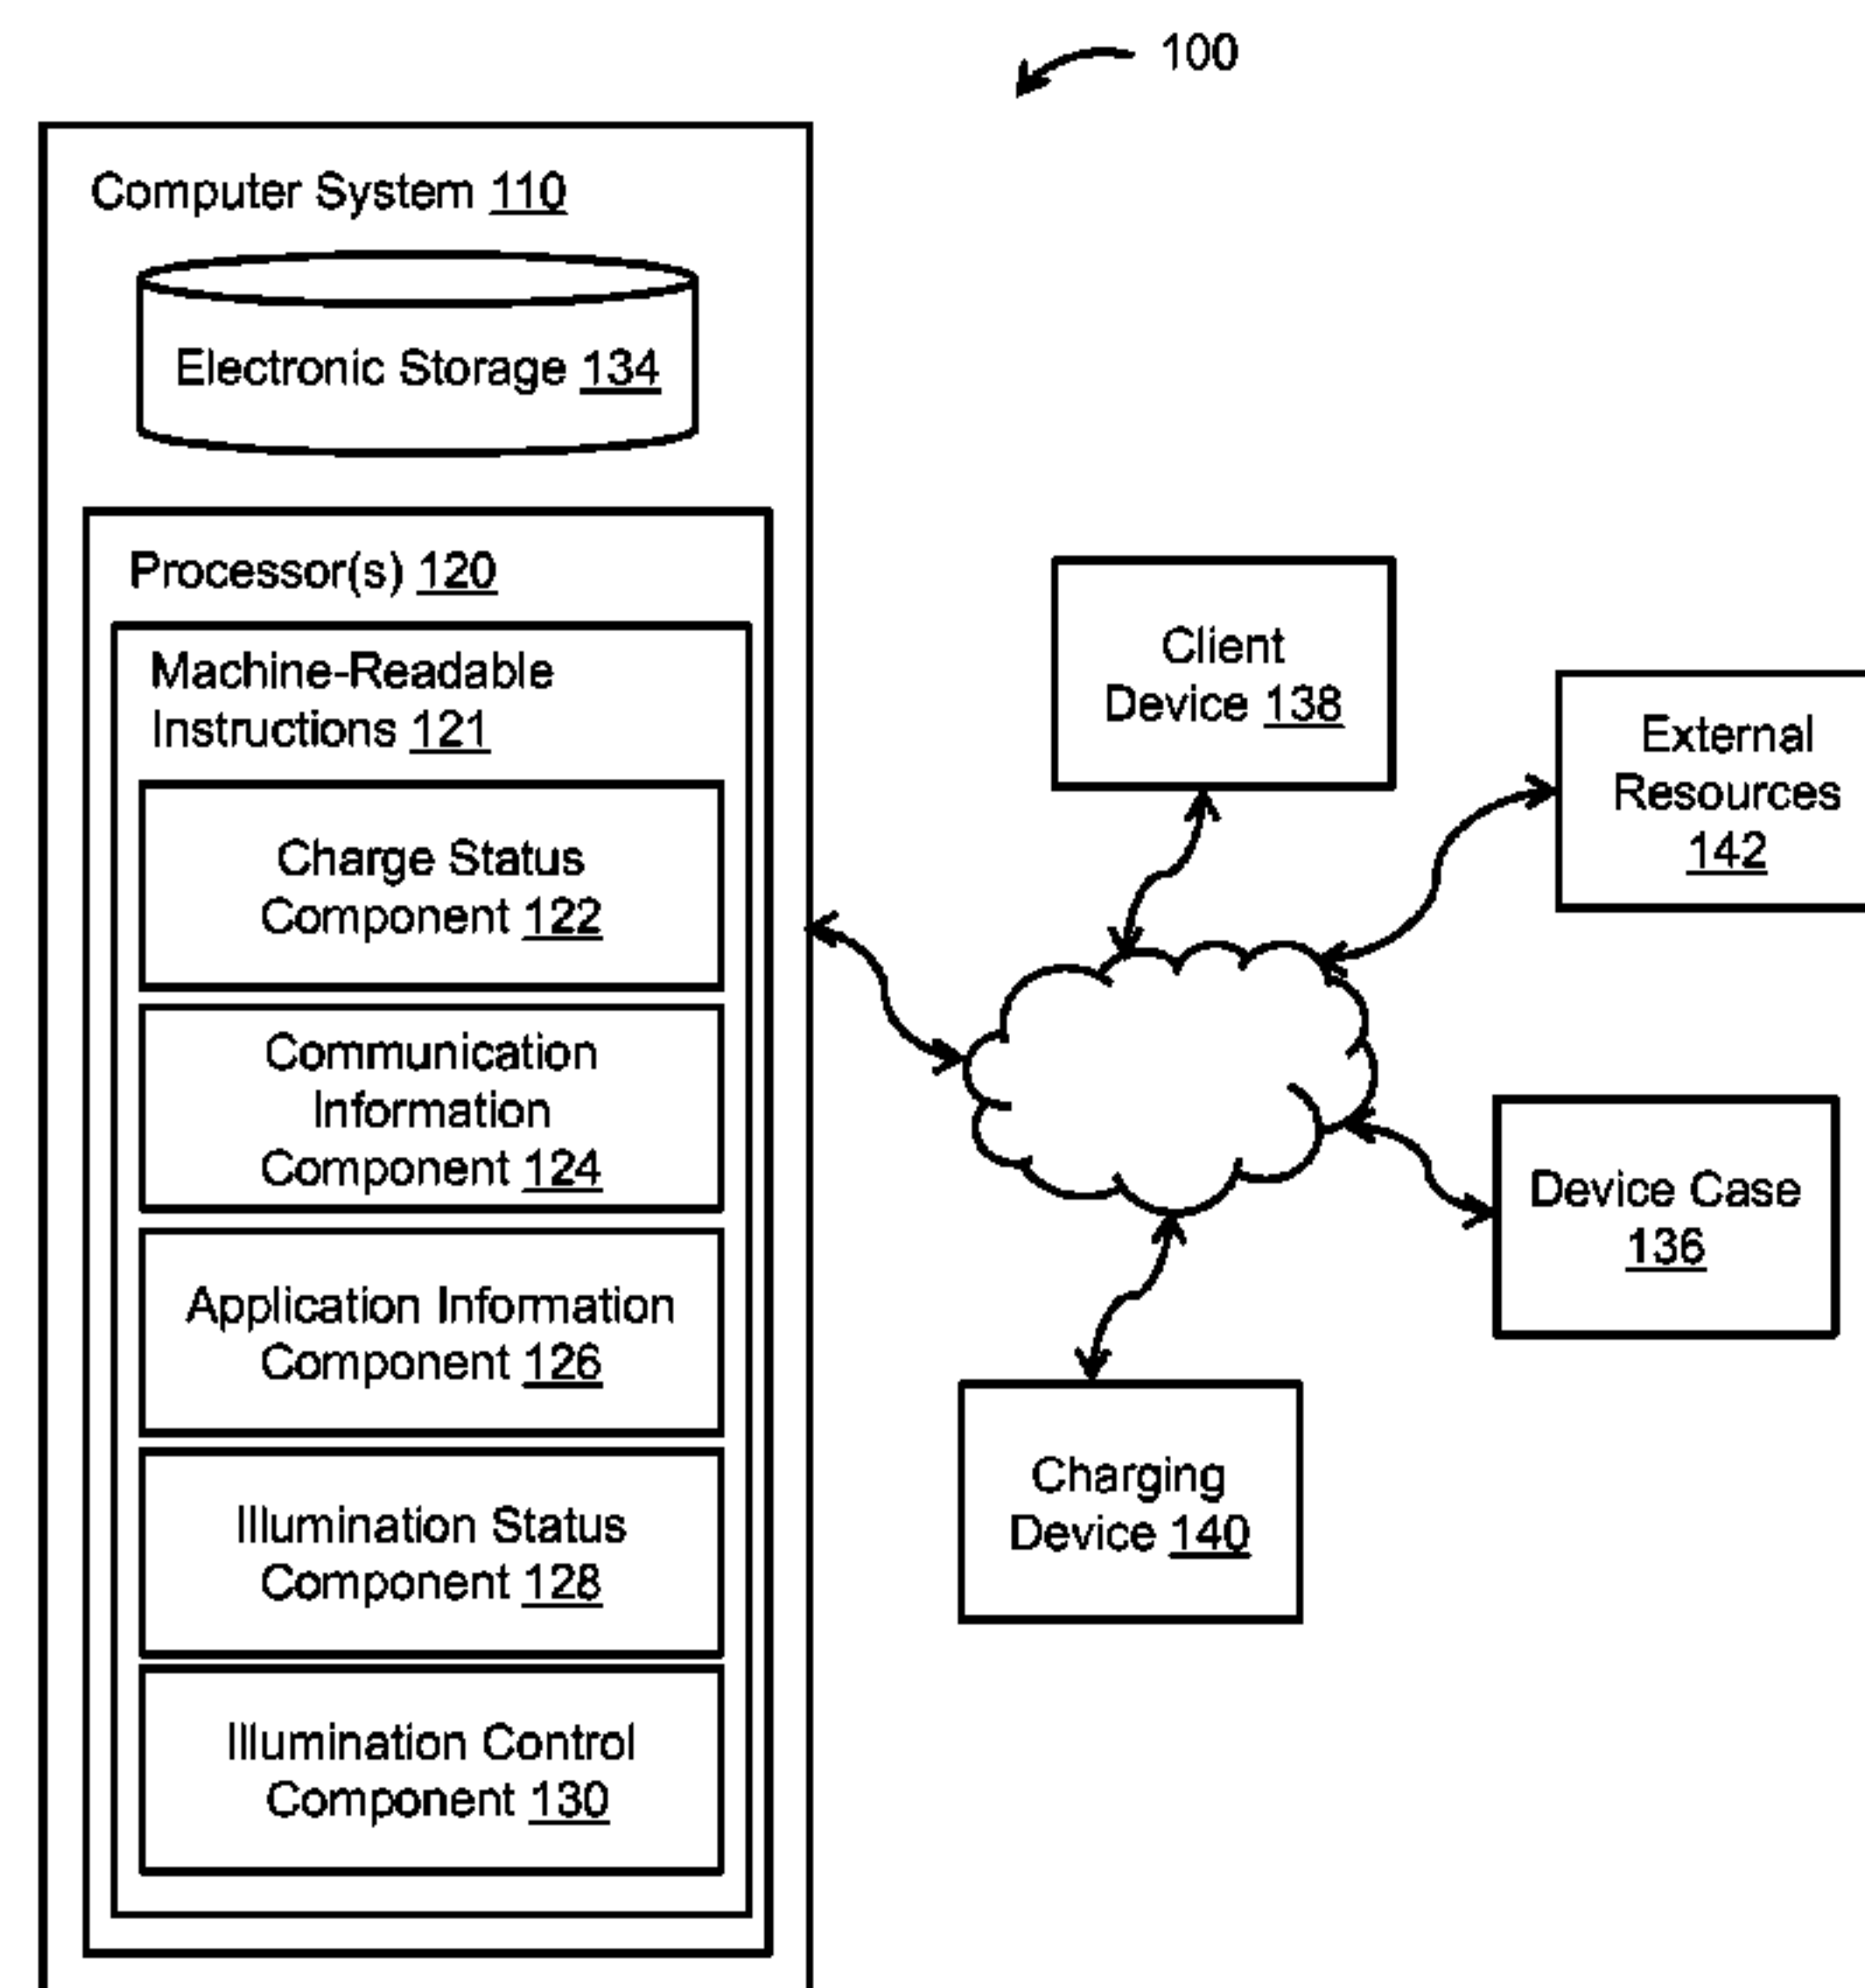 100
Computer System 110
Electronic Storage 134
Processor(s) 120
Machine-Readable
Instructions 121
Charge Status
Component 122
Communication
Information
Component 124
Application Information
Component 126
Illumination Status
Component 128
Illumination Control
Component 130
Client
Device 138
External
Resources
142
Device Case
136
Charging
Device 140